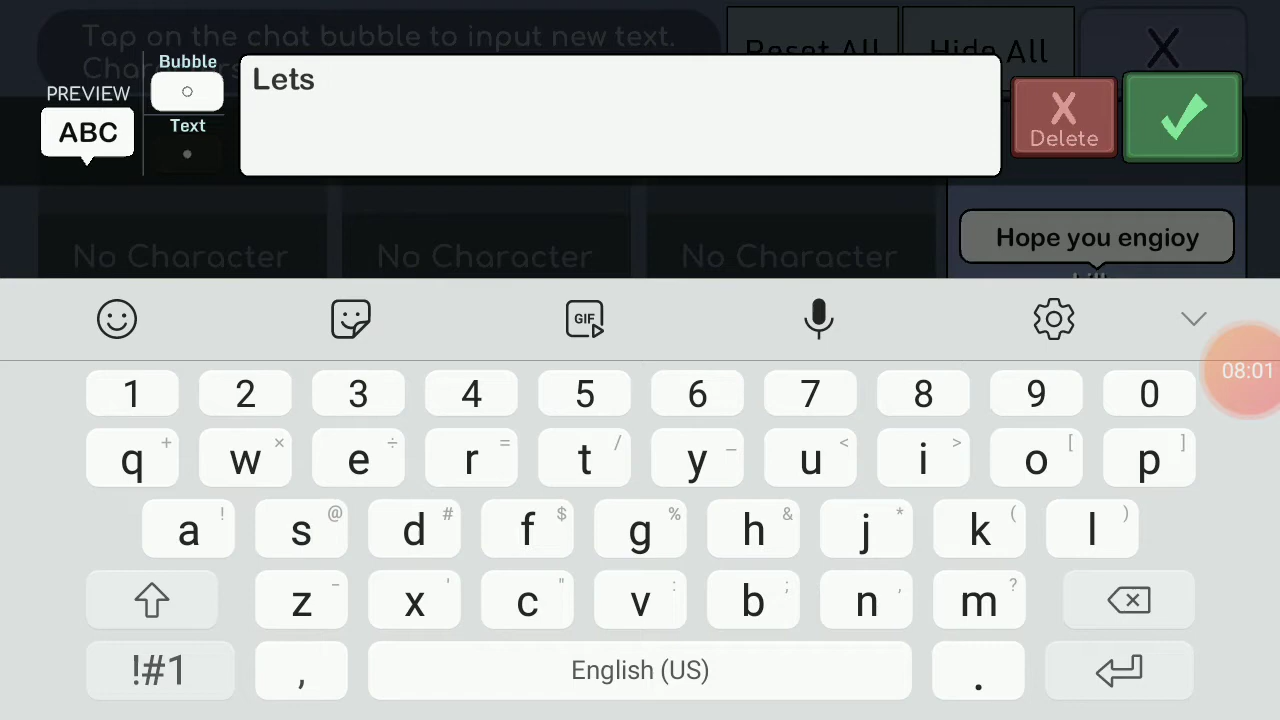 Tap on the chat bubble to input new text.
Reset All
Hide All
X
Bubble
PREVIEW
ABC
Text
Lets
X
Delete
No Character
No Character
No Character
Hope you engioy
GIF
08:01
1 2 3 4 5 6 7 8 9 0
q + w × e ÷ r = t / y _ u < i > o [ p ]
a ! s @ d # f $ g % h & j * k ( l )
z - x ' c " v : b ; n , m ?
!#1 , English (US) .